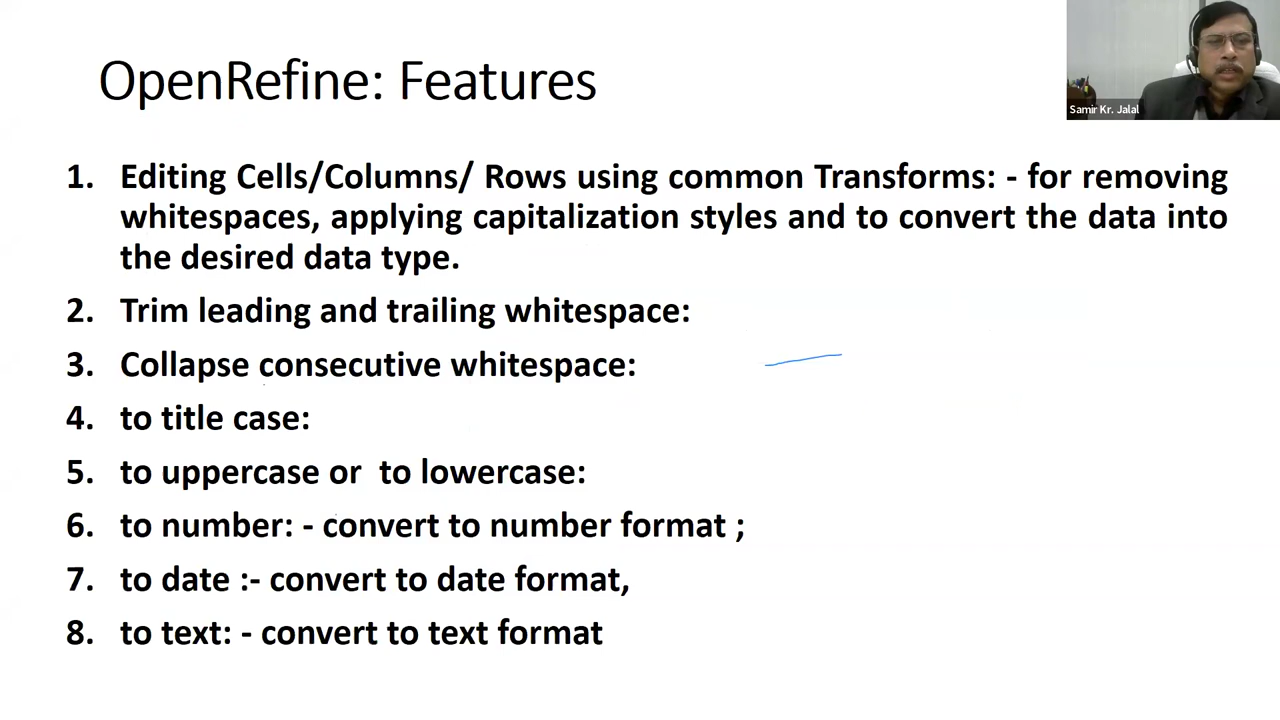 OpenRefine: Features
Samir Kr. Jalal
1. Editing Cells/Columns/ Rows using common Transforms: - for removing
whitespaces, applying capitalization styles and to convert the data into
the desired data type.
2. Trim leading and trailing whitespace:
3. Collapse consecutive whitespace:
4. to title case:
5. to uppercase or  to lowercase:
6. to number: - convert to number format ;
7. to date :- convert to date format,
8. to text: - convert to text format